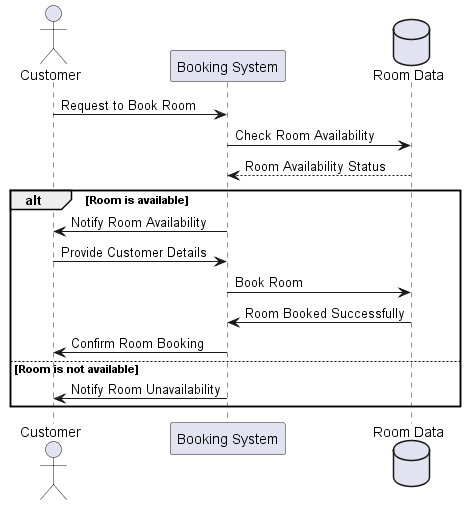 Customer
Booking System
Room Data
Request to Book Room
Check Room Availability
Room Availability Status
alt [Room is available]
Notify Room Availability
Provide Customer Details
Book Room
Room Booked Successfully
Confirm Room Booking
[Room is not available]
Notify Room Unavailability
Customer
Booking System
Room Data